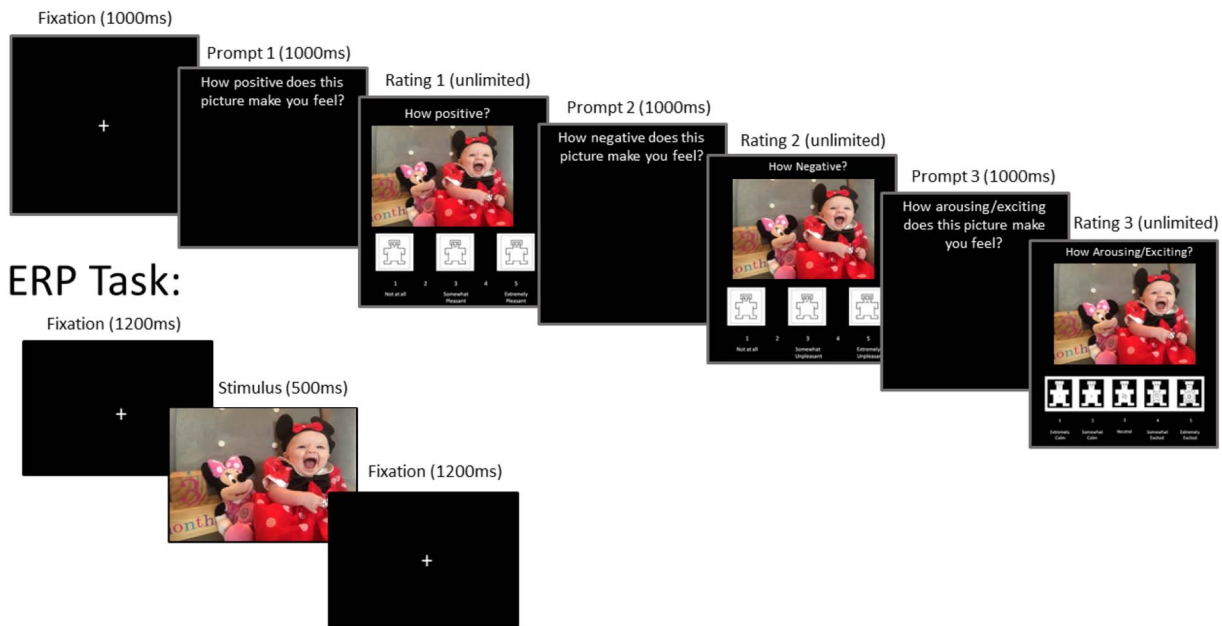 Fixation (1000ms)
Prompt 1 (1000ms)
How positive does this
picture make you feel?
Rating 1 (unlimited)
How positive?
1 2 3 4 5
Not at all Somewhat Extremely
Pleasant Pleasant
Prompt 2 (1000ms)
How negative does this
picture make you feel?
Rating 2 (unlimited)
How Negative?
1 2 3 4 5
Not at all Somewhat Extremely
Unpleasant Unpleasan
Prompt 3 (1000ms)
How arousing/exciting
does this picture make
you feel?
Rating 3 (unlimited)
How Arousing/Exciting?
1 2 3 4 5
Extremely Somewhat Neutral Somewhat Extremely
Calm Calm Excited Excited
ERP Task:
Fixation (1200ms)
Stimulus (500ms)
month
Fixation (1200ms)